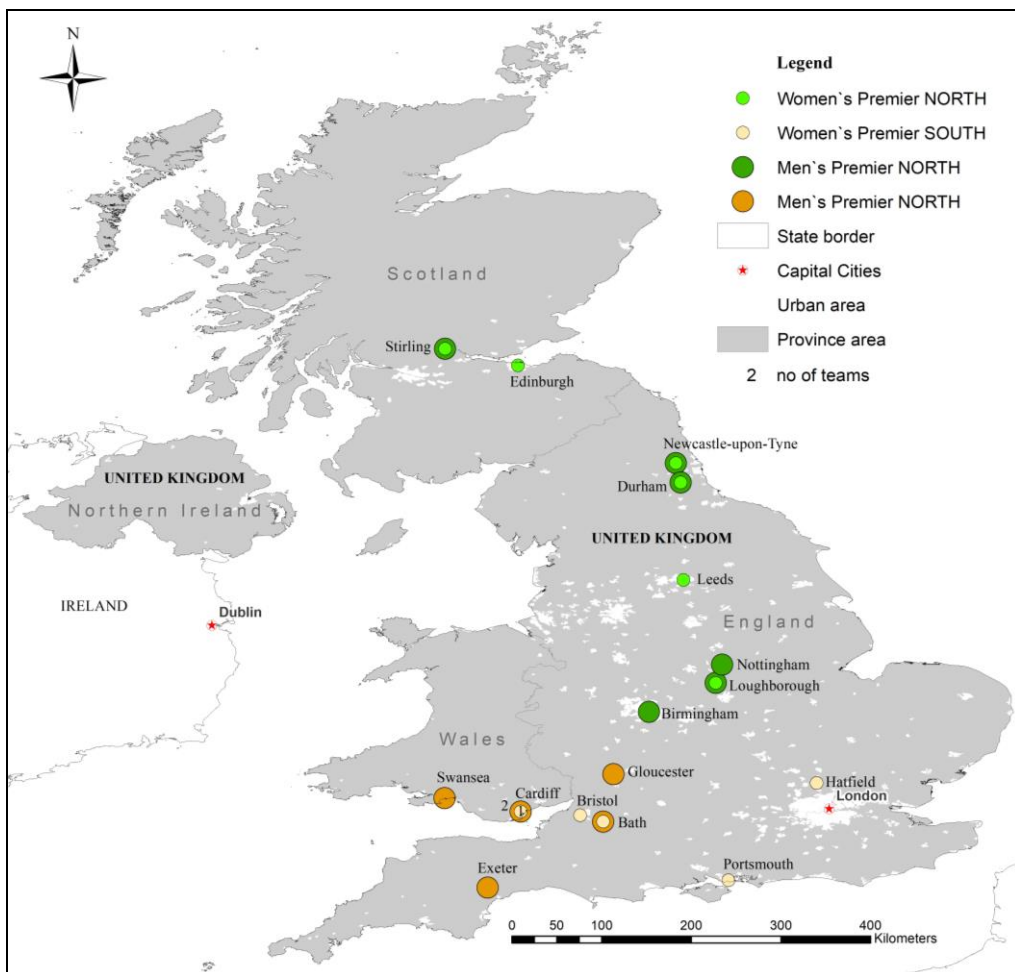 N
Legend
Women`s Premier NORTH
Women`s Premier SOUTH
Men`s Premier NORTH
Men`s Premier NORTH
State border
Capital Cities
Urban area
Province area
2 no of teams
Scotland
Stirling
Edinburgh
Newcastle-upon-Tyne
Durham
UNITED KINGDOM
Northern Ireland
UNITED KINGDOM
Leeds
IRELAND
Dublin
England
Nottingham
Loughborough
Birmingham
Wales
Gloucester
Swansea
Hatfield
London
Cardiff
2
1
Bristol
Bath
Portsmouth
Exeter
0 50 100 200 300 400
Kilometers